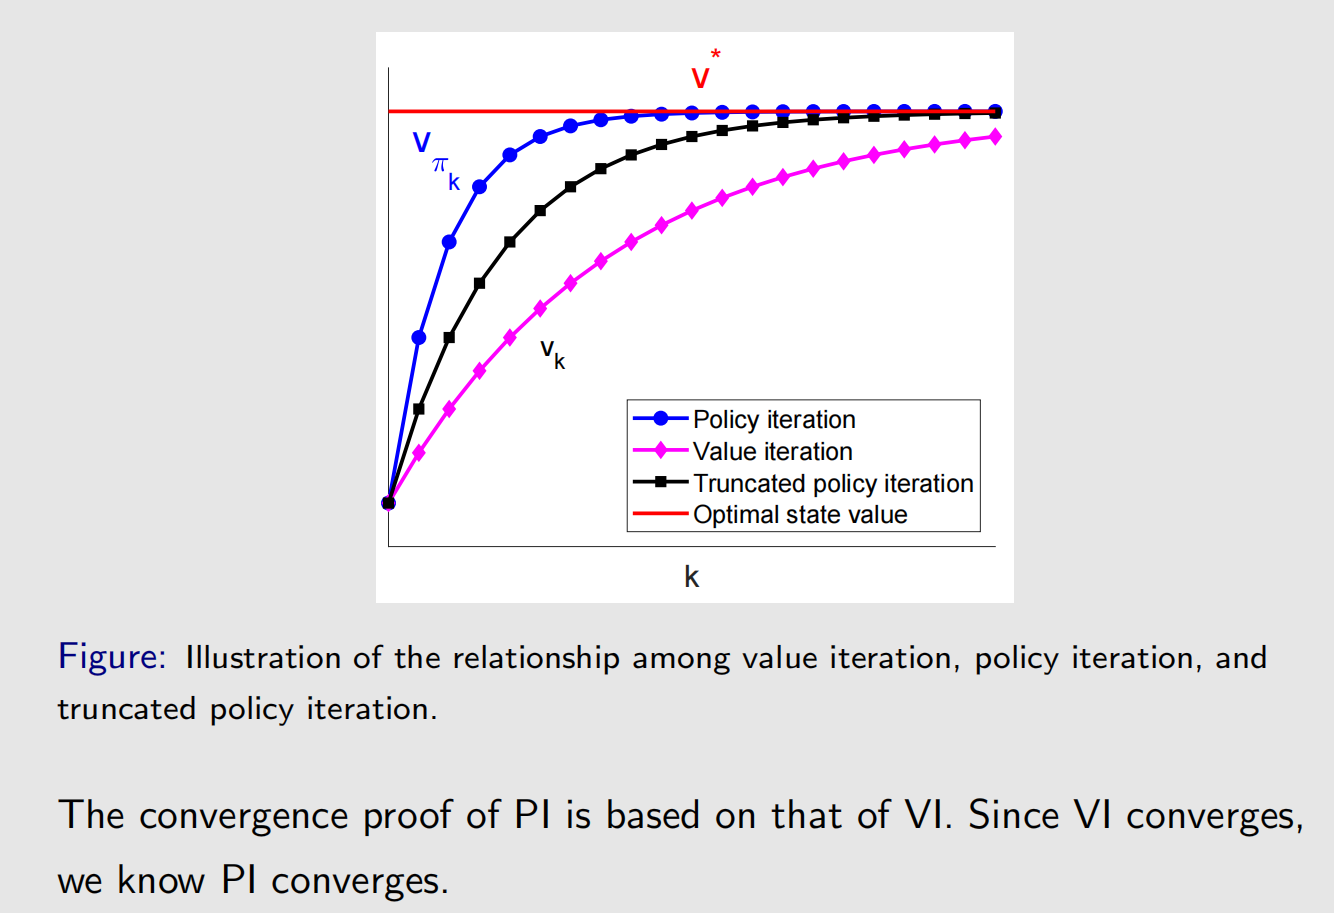 v*
vπk
vk
Policy iteration
Value iteration
Truncated policy iteration
Optimal state value
k
Figure: Illustration of the relationship among value iteration, policy iteration, and
truncated policy iteration.
The convergence proof of PI is based on that of VI. Since VI converges,
we know PI converges.